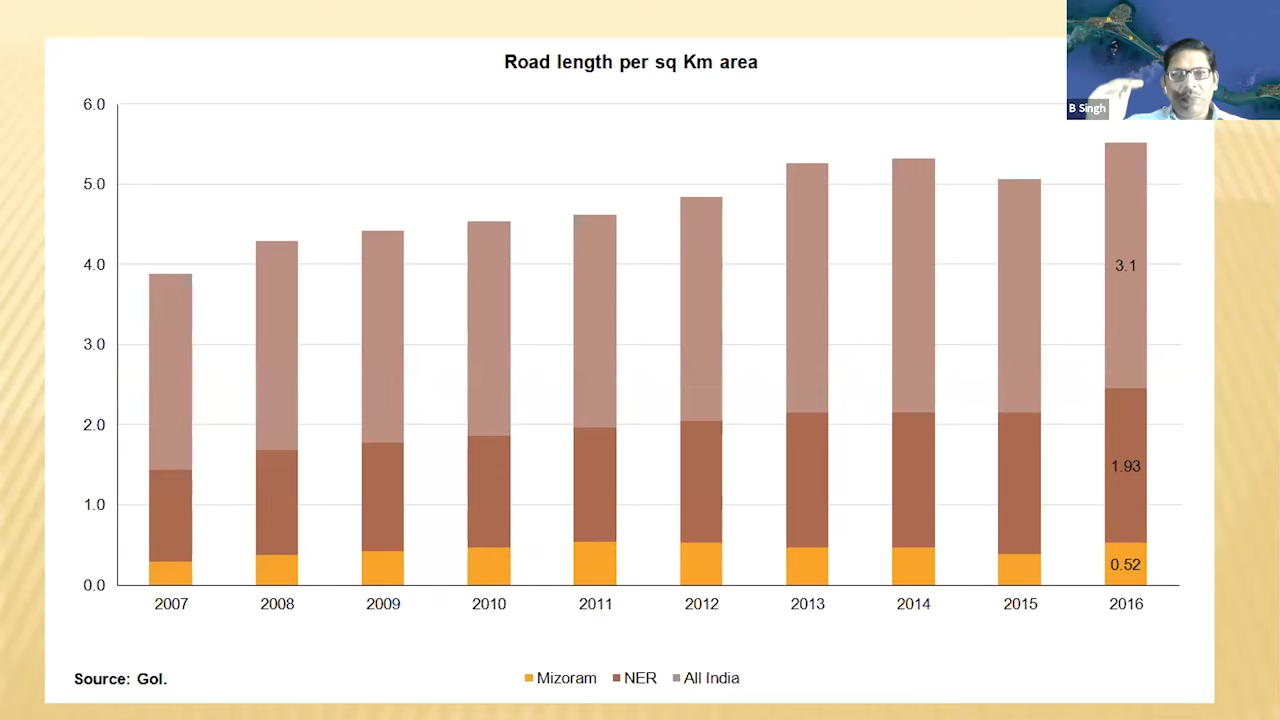 Road length per sq Km area
B Singh
6.0
5.0
4.0
3.0
2.0
1.0
0.0
3.1
1.93
0.52
2007 2008 2009 2010 2011 2012 2013 2014 2015 2016
Source: GoI.
Mizoram NER All India